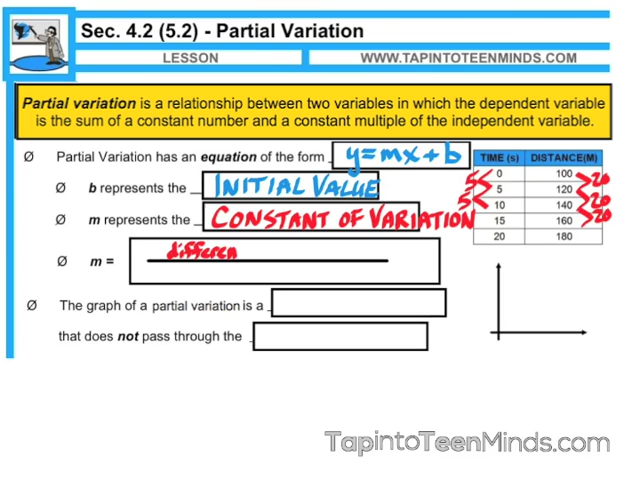 Sec. 4.2 (5.2) - Partial Variation
LESSON WWW.TAPINTOTEENMINDS.COM
Partial variation is a relationship between two variables in which the dependent variable
is the sum of a constant number and a constant multiple of the independent variable.
Ø Partial Variation has an equation of the form y=mx+b
Ø b represents the INITIAL VALUE
Ø m represents the CONSTANT OF VARIATION
Ø m = differen
Ø The graph of a partial variation is a
that does not pass through the
TIME (s) DISTANCE(M)
0 100
5 20
5 120
5 20
10 140
20
15 160
20 180
TapintoTeenMinds.com